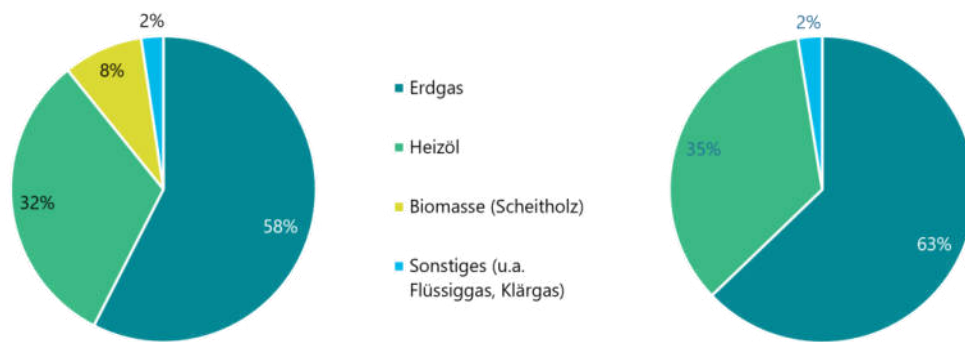 2%
8%
32%
58%
Erdgas
Heizöl
Biomasse (Scheitholz)
Sonstiges (u.a.
Flüssiggas, Klärgas)
2%
35%
63%